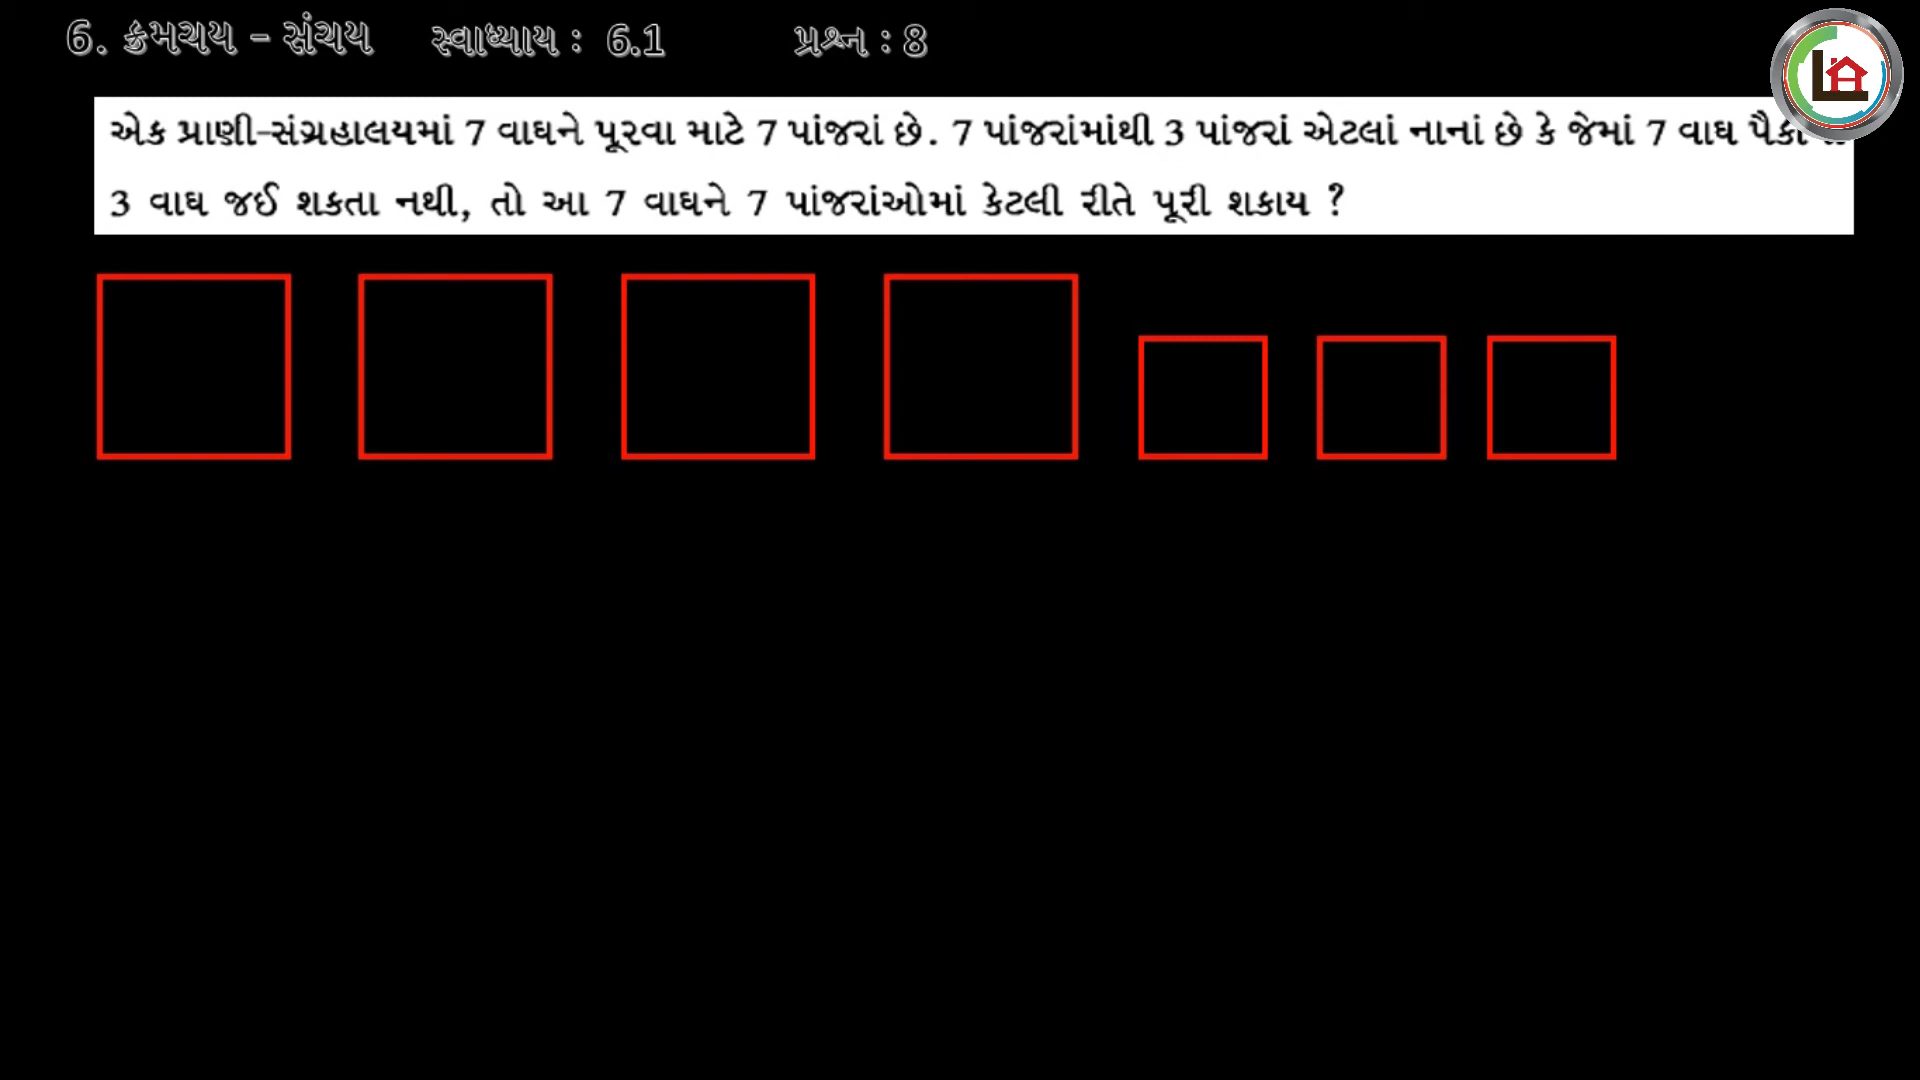 6. ક્રમચય – સંચય સ્વાધ્યાય : 6.1 પ્રશ્ન : 8
એક પ્રાણી-સંગ્રહાલયમાં 7 વાઘને પૂરવા માટે 7 પાંજરાં છે. 7 પાંજરાંમાંથી 3 પાંજરાં એટલાં નાનાં છે કે જેમાં 7 વાઘ
3 વાઘ જઈ શકતા નથી, તો આ 7 વાઘને 7 પાંજરાંઓમાં કેટલી રીતે પૂરી શકાય ?